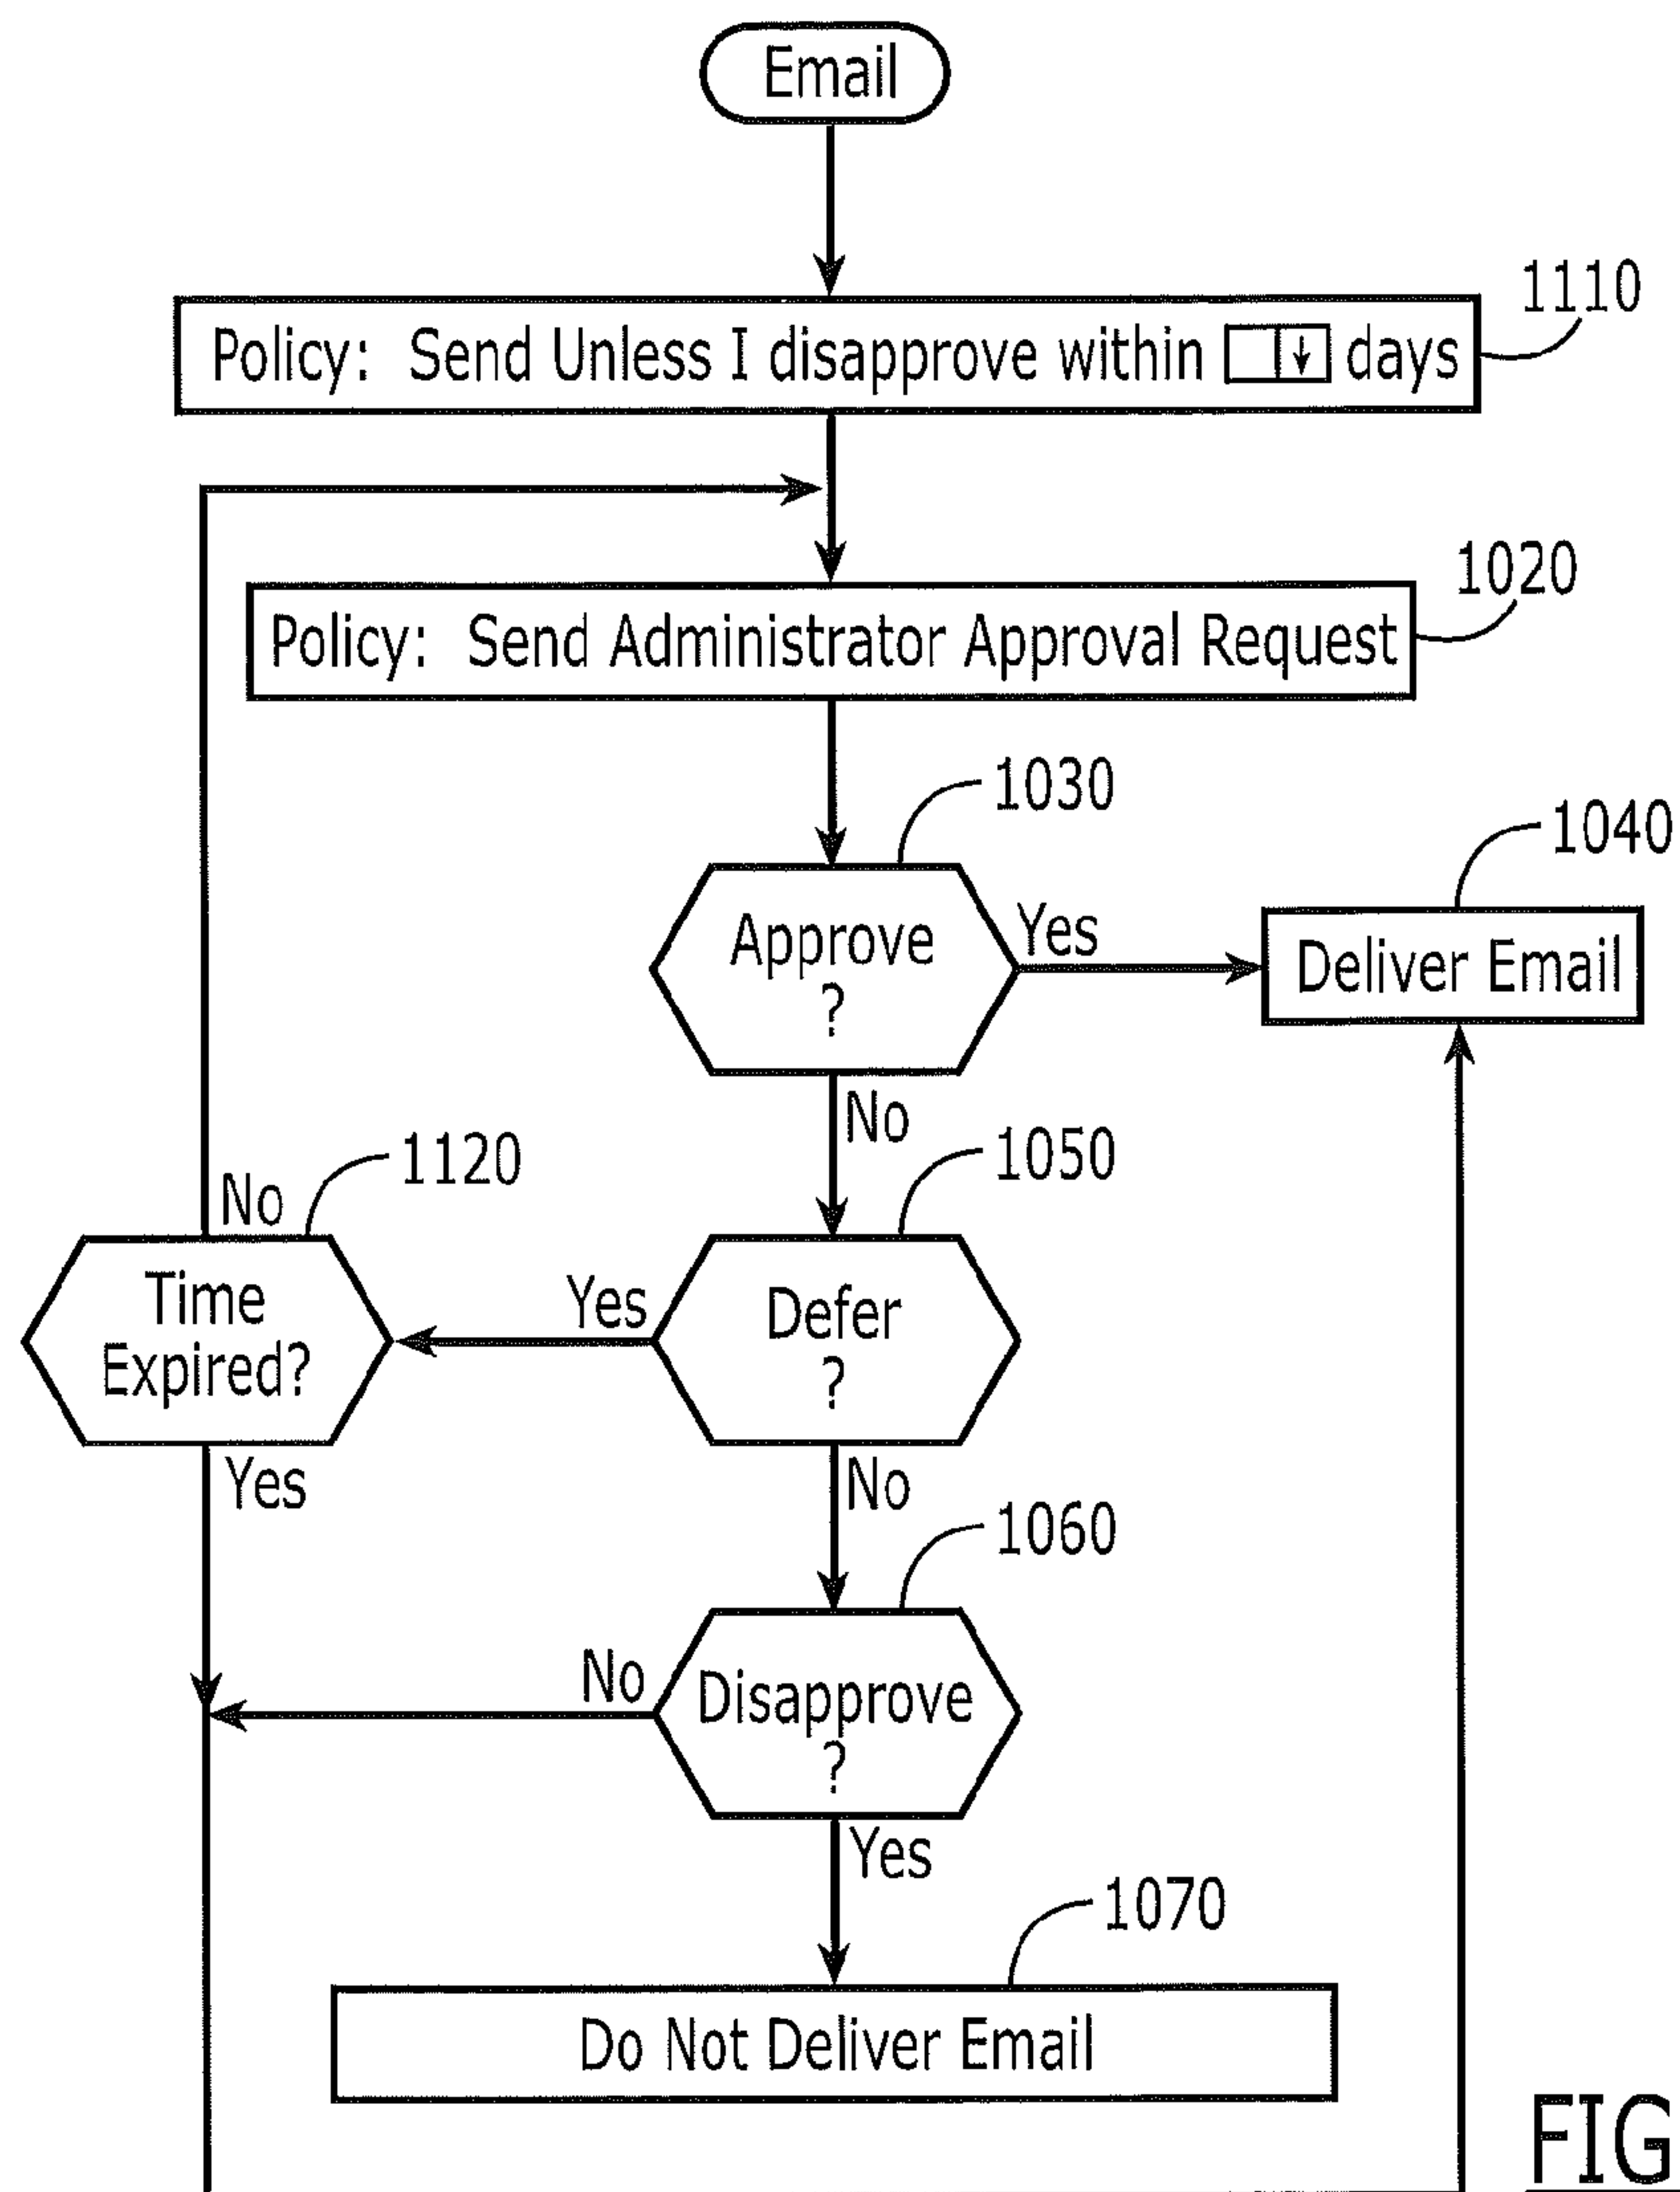 Email
Policy: Send Unless I disapprove within ↓ days
1110
Policy: Send Administrator Approval Request
1020
1030
Approve
?
Yes
1040
Deliver Email
No
1050
1120
No
Time
Expired?
Yes
Defer
?
Yes
No
1060
No
Disapprove
?
Yes
1070
Do Not Deliver Email
FIG